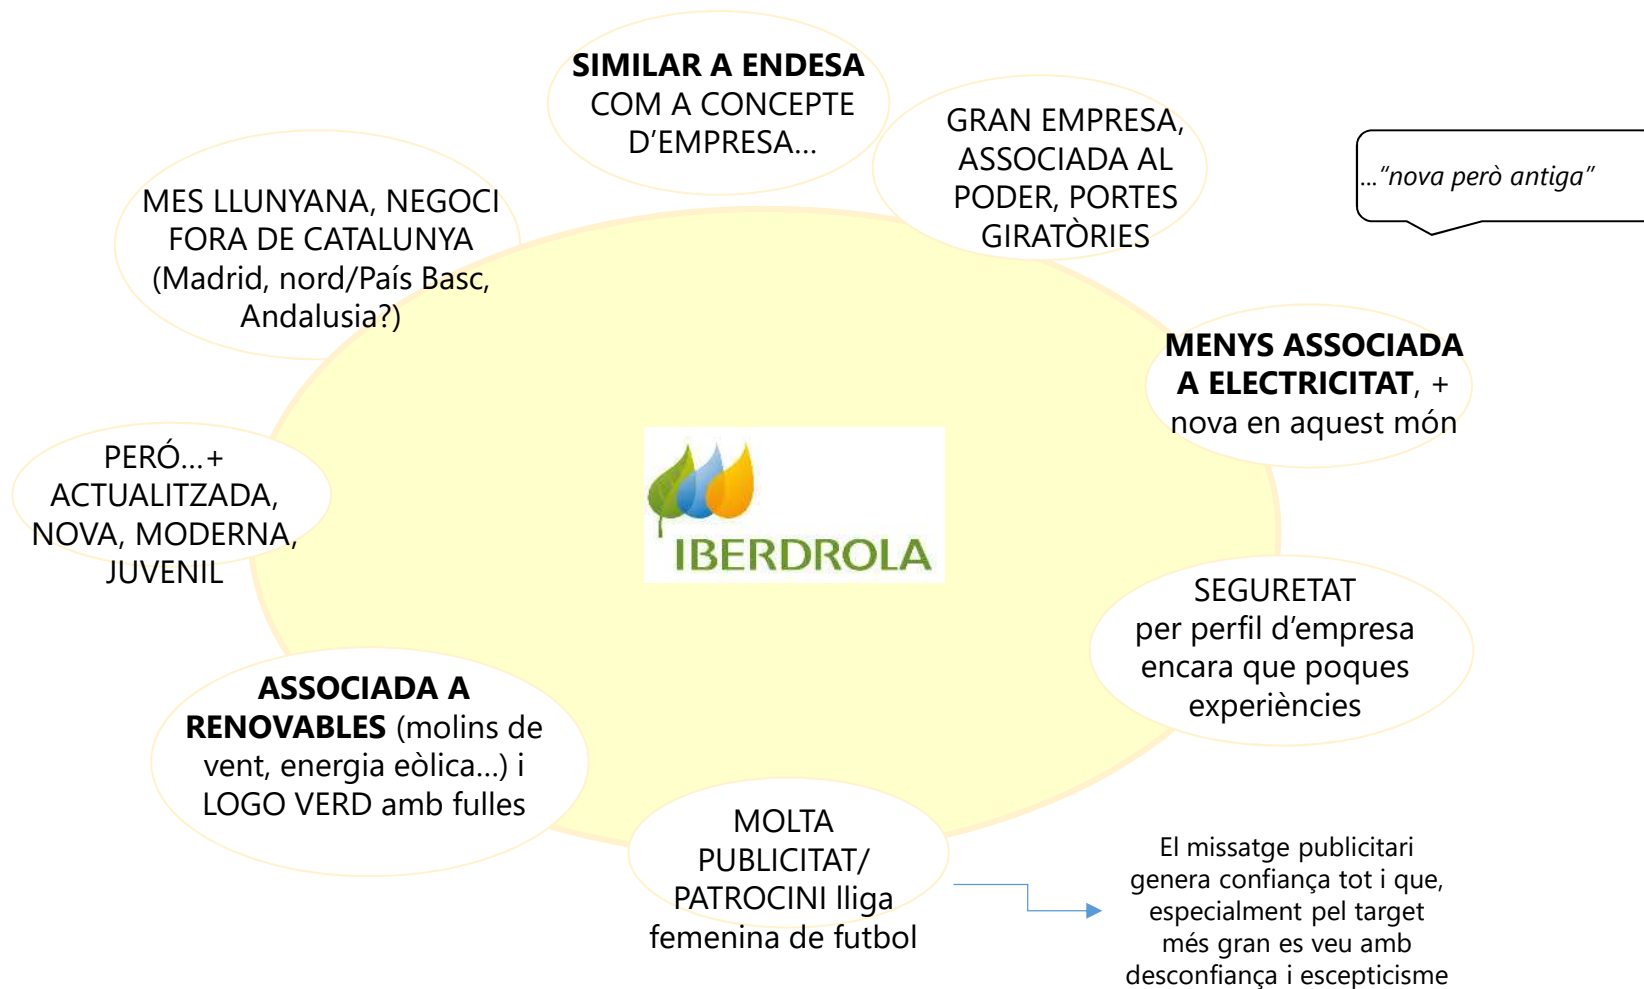 SIMILAR A ENDESA
COM A CONCEPTE
D’EMPRESA…
GRAN EMPRESA,
ASSOCIADA AL
PODER, PORTES
GIRATÒRIES
…“nova però antiga”
MES LLUNYANA, NEGOCI
FORA DE CATALUNYA
(Madrid, nord/País Basc,
Andalusia?)
MENYS ASSOCIADA
A ELECTRICITAT, +
nova en aquest món
PERÓ…+
ACTUALITZADA,
NOVA, MODERNA,
JUVENIL
IBERDROLA
SEGURETAT
per perfil d’empresa
encara que poques
experiències
ASSOCIADA A
RENOVABLES (molins de
vent, energia eòlica…) i
LOGO VERD amb fulles
MOLTA
PUBLICITAT/
PATROCINI lliga
femenina de futbol
El missatge publicitari
genera confiança tot i que,
especialment pel target
més gran es veu amb
desconfiança i escepticisme